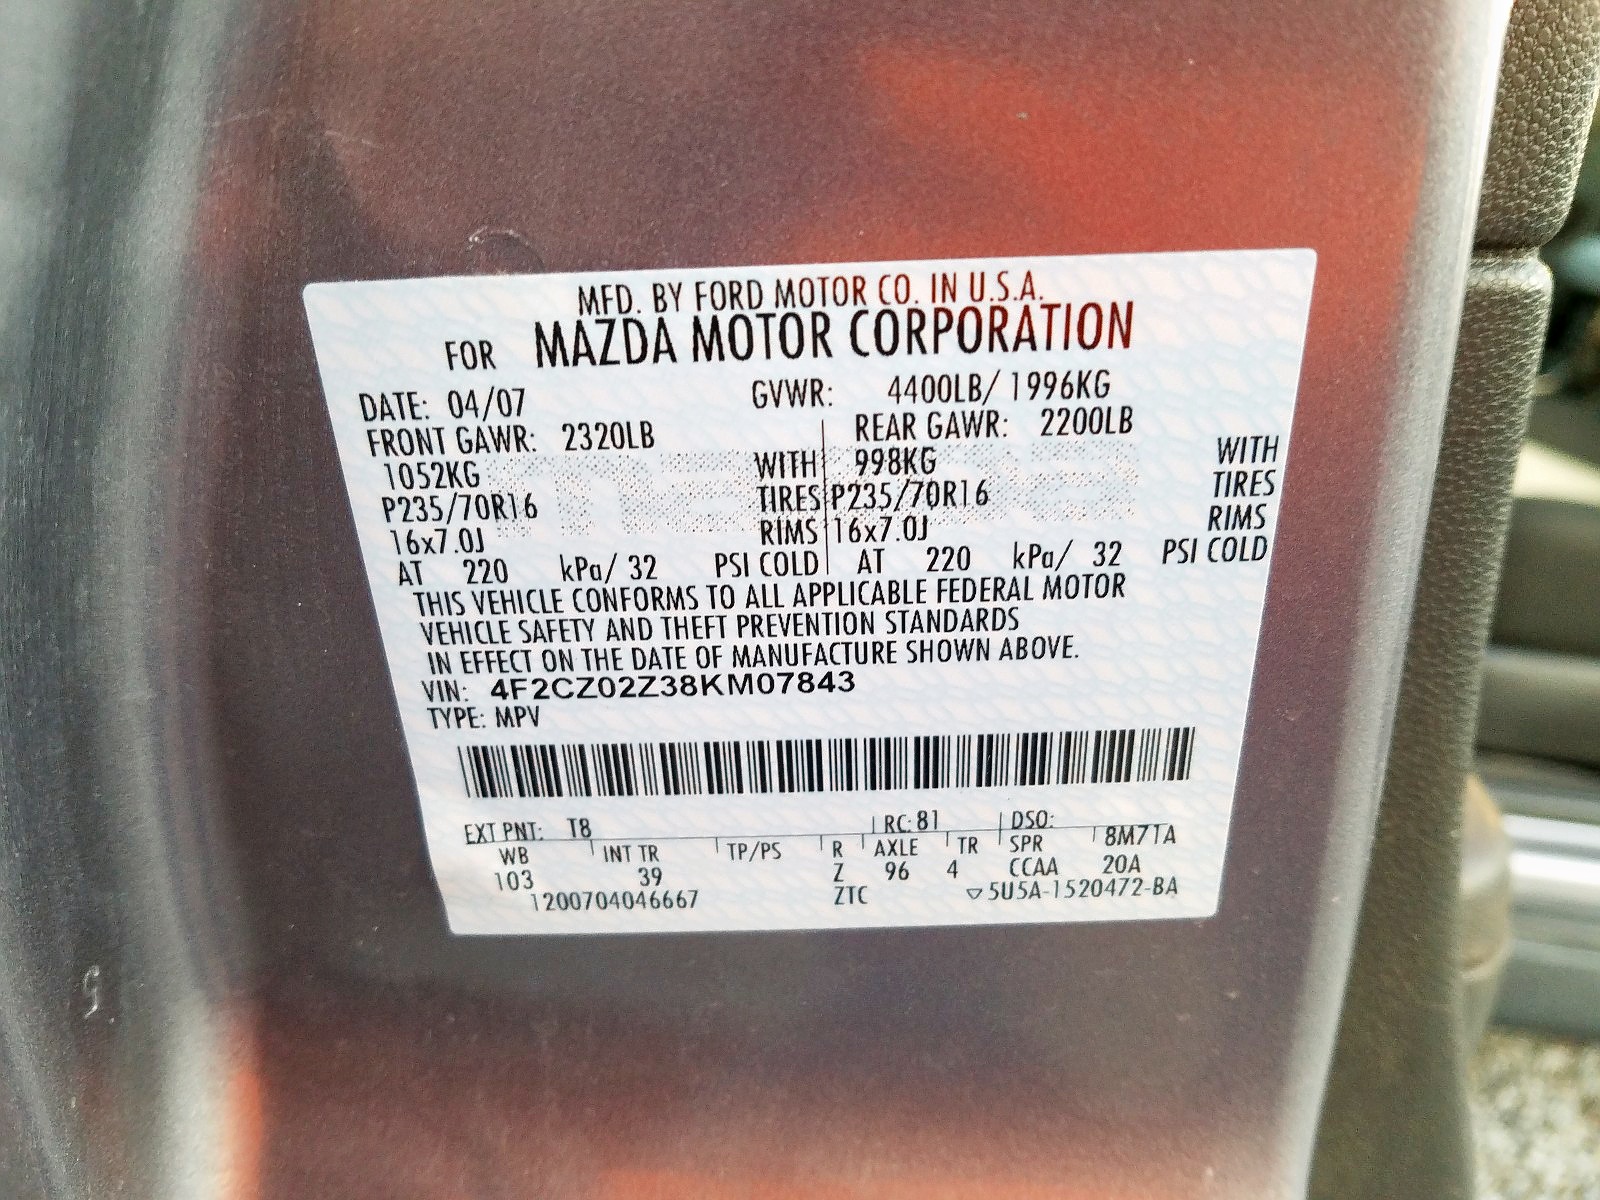 MFD. BY FORD MOTOR CO. IN U.S.A.
FOR MAZDA MOTOR CORPORATION
DATE: 04/07 GVWR: 4400LB/ 1996KG
FRONT GAWR: 2320LB REAR GAWR: 2200LB
1052KG WITH 998KG WITH
P235/70R16 TIRES P235/70R16 TIRES
16x7.0J RIMS 16x7.0J RIMS
AT 220 kPa/ 32 PSI COLD AT 220 kPa/ 32 PSI COLD
THIS VEHICLE CONFORMS TO ALL APPLICABLE FEDERAL MOTOR
VEHICLE SAFETY AND THEFT PREVENTION STANDARDS
IN EFFECT ON THE DATE OF MANUFACTURE SHOWN ABOVE.
VIN: 4F2CZ02Z38KM07843
TYPE: MPV
EXT PNT: T8 RC: 81 DSO:
WB INT TR TP/PS R AXLE TR SPR 8M71A
103 39 Z 96 4 CCAA 20A
1200704046667 ZTC ▽5U5A-1520472-BA